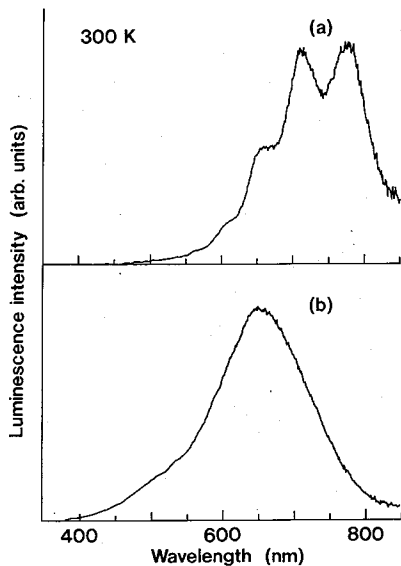 300 K
(a)
(b)
Luminescence intensity (arb. units)
400
600
800
Wavelength (nm)